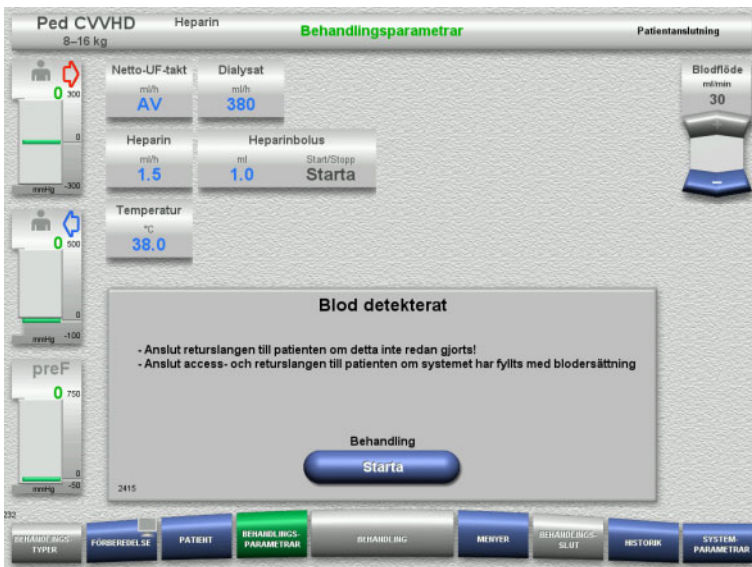 Ped CVVHD Heparin Behandlingsparametrar Patientanslutning
8–16 kg
Netto-UF-takt Dialysat Blodflöde
ml/h ml/h ml/min
AV 380 30
0 300
0
-300
mmHg
Heparin Heparinbolus
ml/h ml Start/Stopp
1.5 1.0 Starta
Temperatur
°C
38.0
0 500
0
-100
mmHg
preF
0 750
0
-50
mmHg
Blod detekterat
- Anslut returslangen till patienten om detta inte redan gjorts!
- Anslut access- och returslangen till patienten om systemet har fyllts med blodersättning
Behandling
Starta
2415
232
BEHANDLINGS-
TYPER
FÖRBEREDELSE
PATIENT
BEHANDLINGS-
PARAMETRAR
BEHANDLING
MENYER
BEHANDLINGS-
SLUT
HISTORIK
SYSTEM-
PARAMETRAR